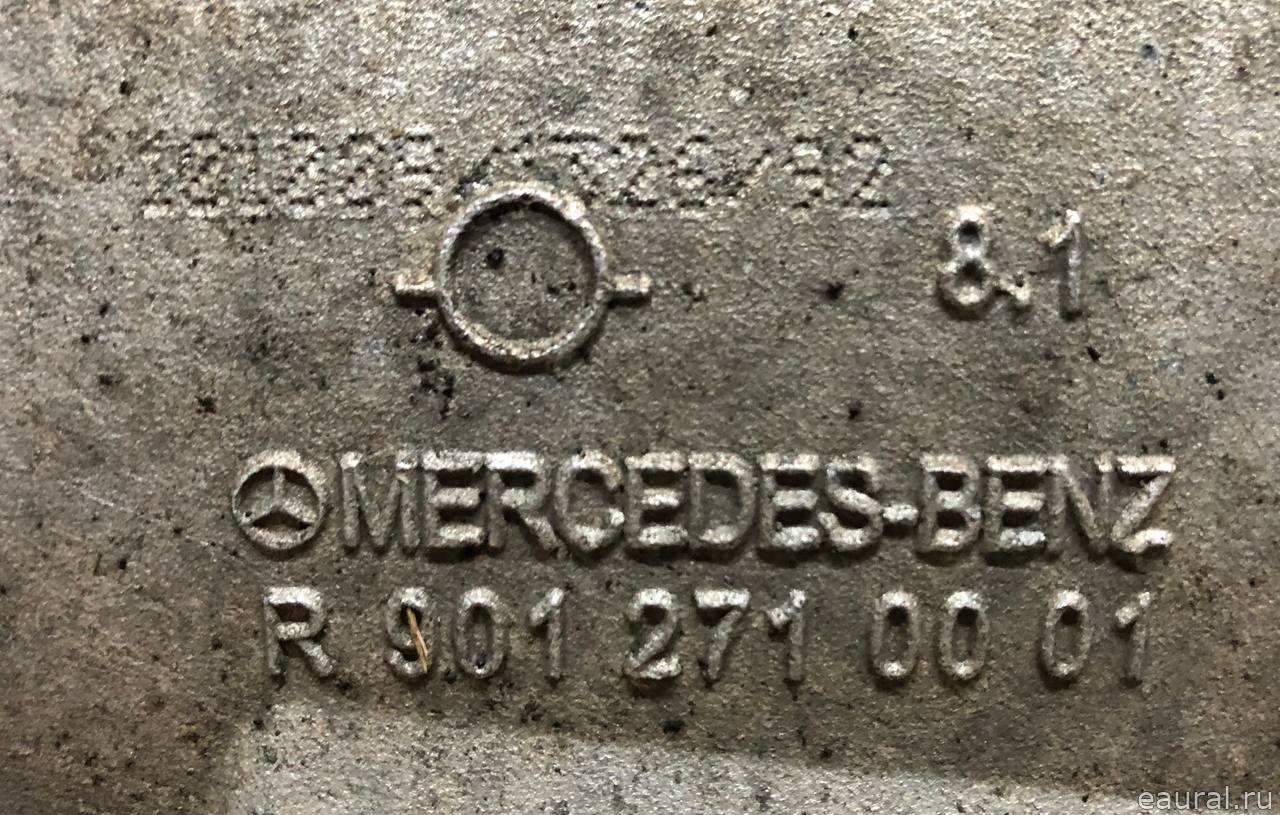 8.1
MERCEDES-BENZ
R 901 271 00 01
eaural.ru